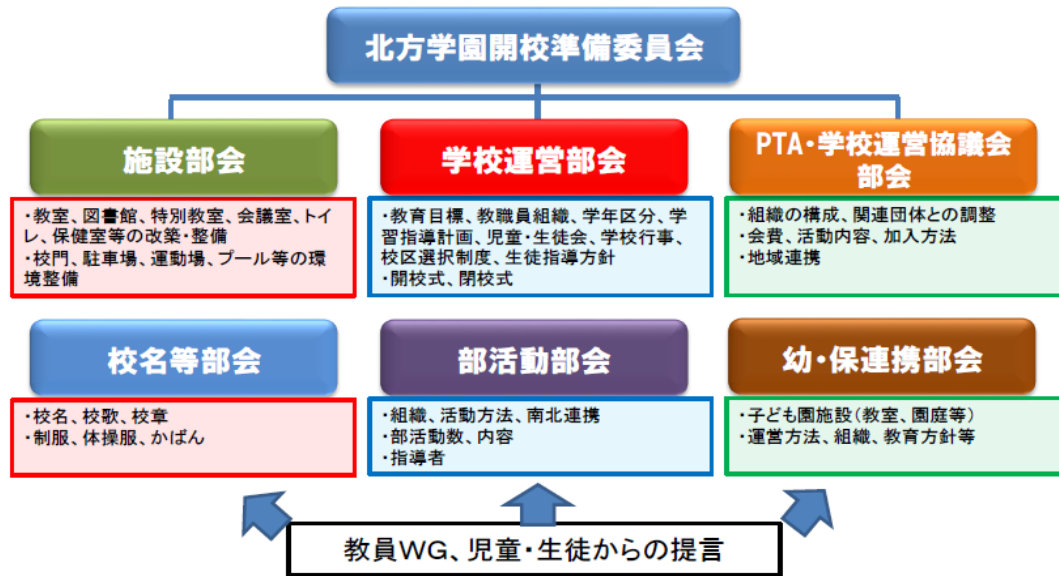 北方学園開校準備委員会
施設部会
・教室、図書館、特別教室、会議室、トイ
レ、保健室等の改築・整備
・校門、駐車場、運動場、プール等の環
境整備
学校運営部会
・教育目標、教職員組織、学年区分、学
習指導計画、児童・生徒会、学校行事、
校区選択制度、生徒指導方針
・開校式、閉校式
PTA・学校運営協議会
部会
・組織の構成、関連団体との調整
・会費、活動内容、加入方法
・地域連携
校名等部会
・校名、校歌、校章
・制服、体操服、かばん
部活動部会
・組織、活動方法、南北連携
・部活動数、内容
・指導者
幼・保連携部会
・子ども園施設（教室、園庭等）
・運営方法、組織、教育方針等
教員WG、児童・生徒からの提言